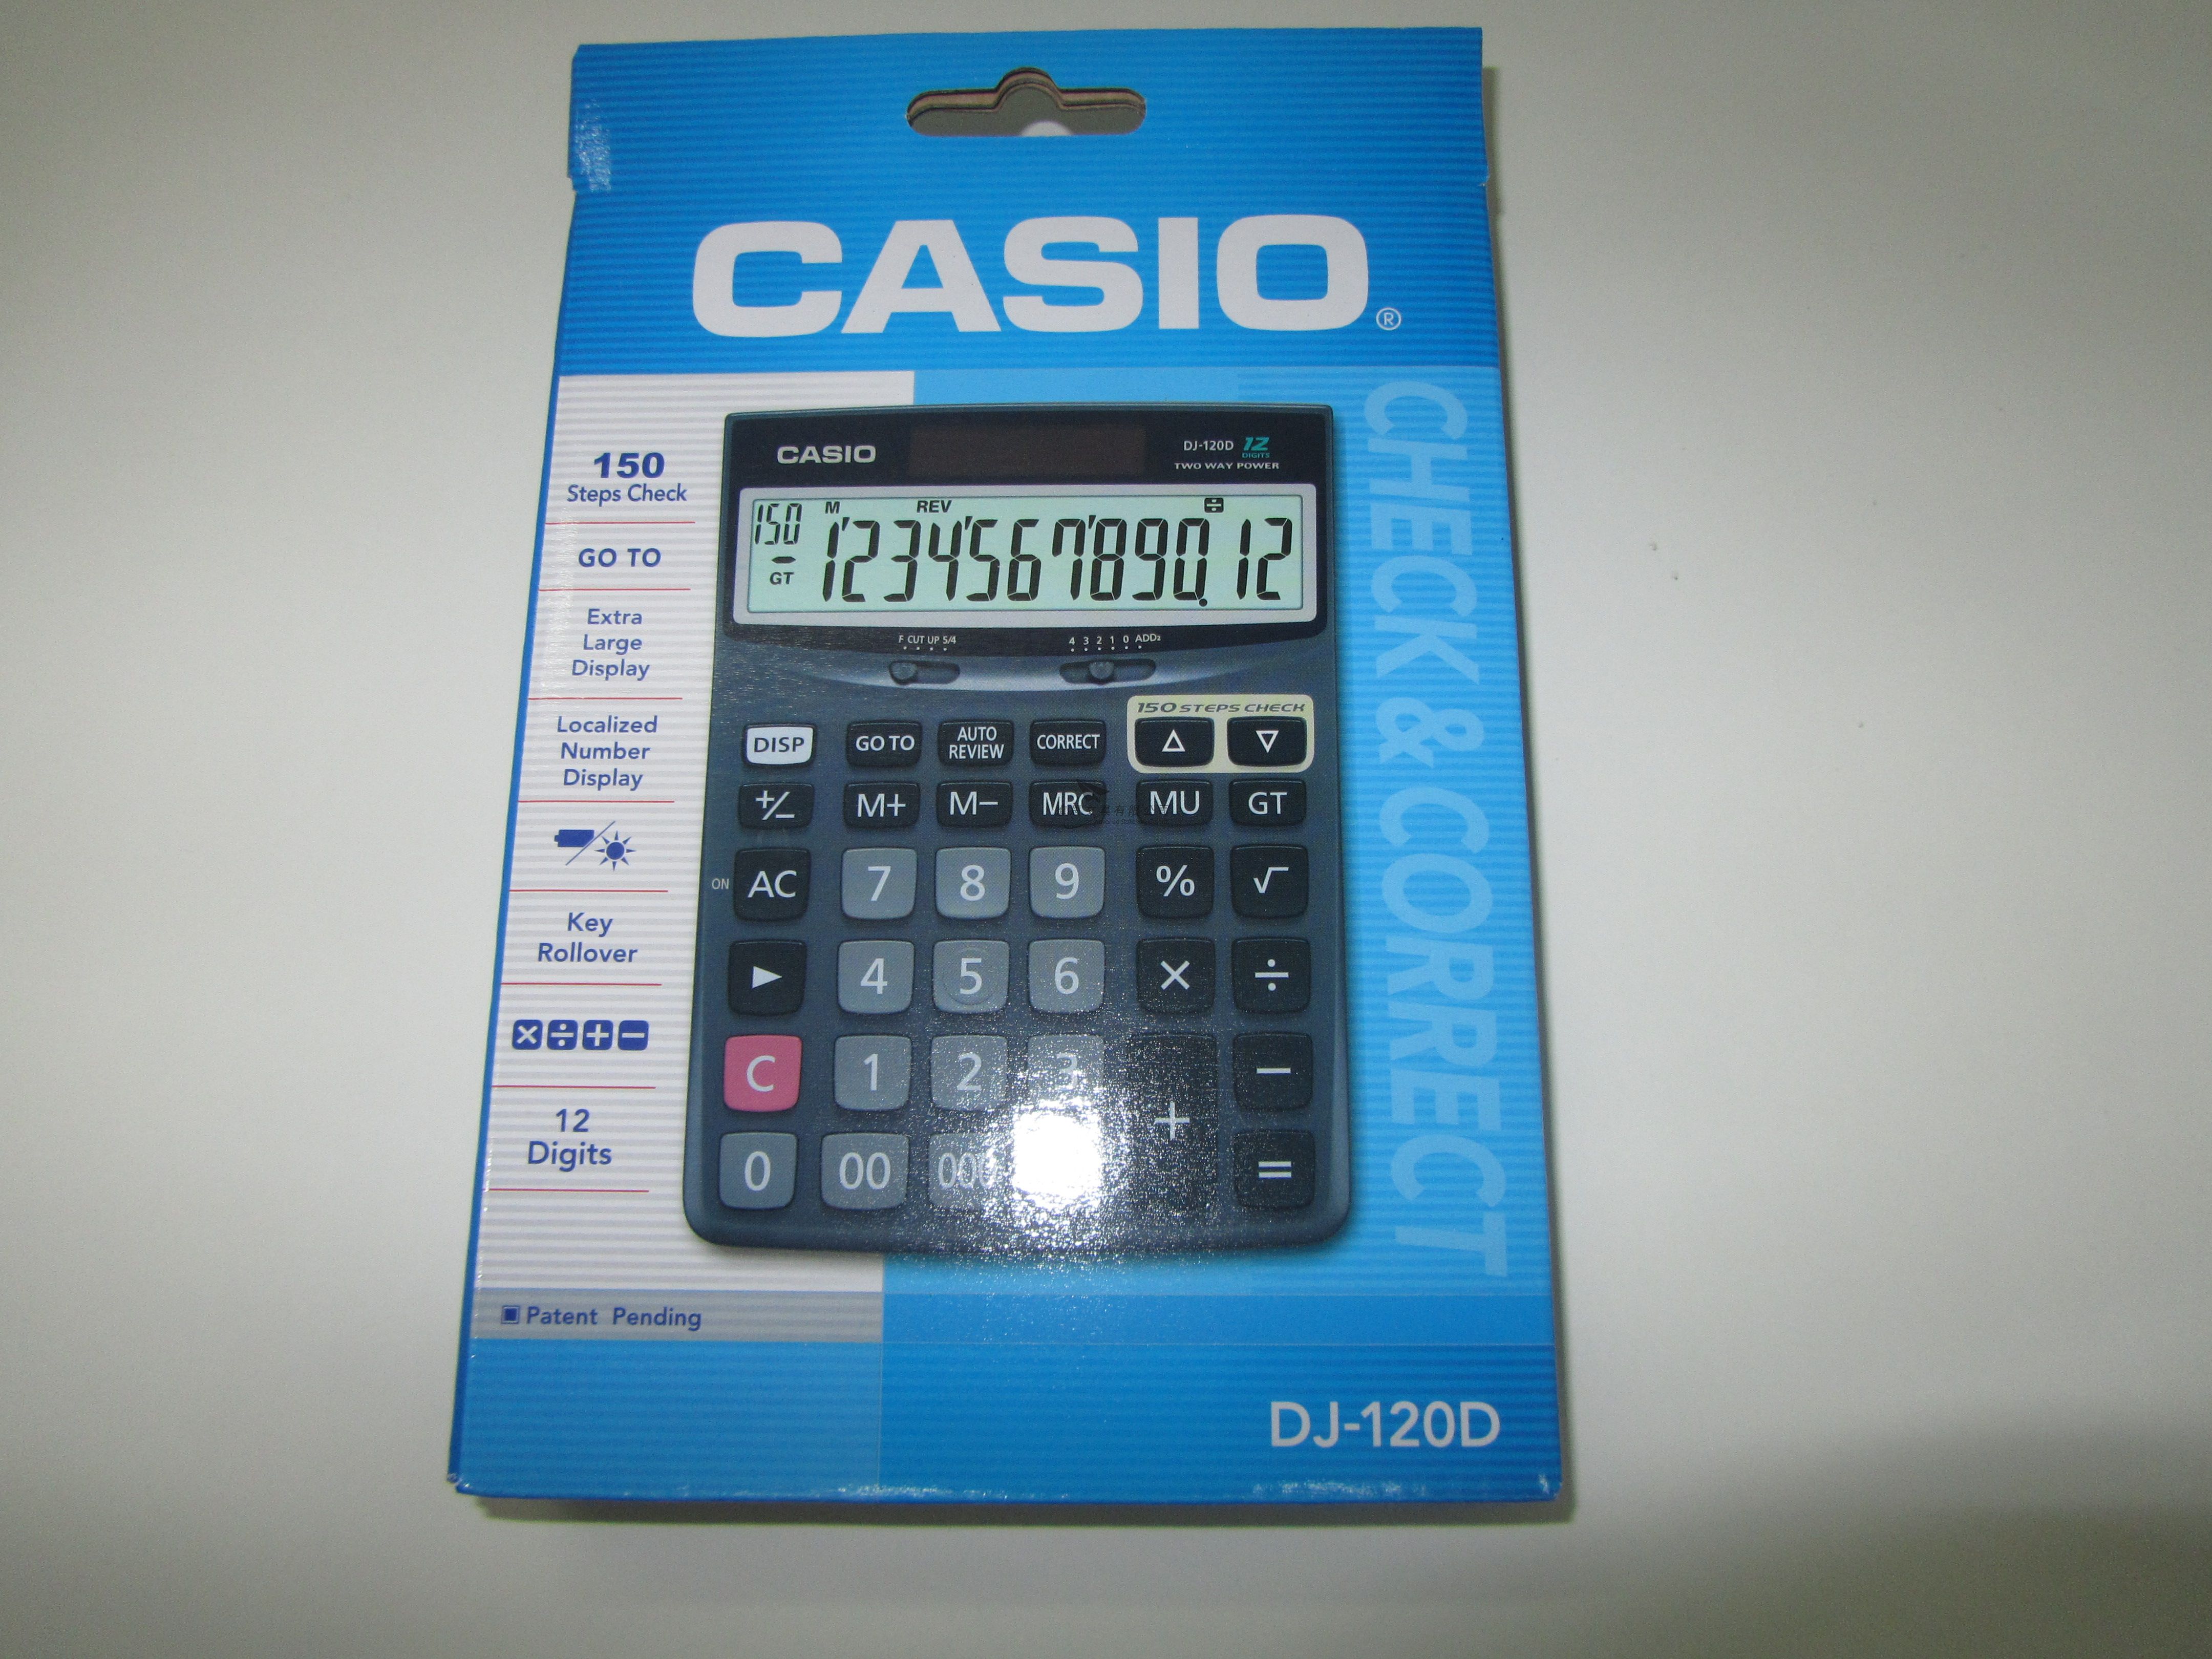 CASIO®
CHECK & CORRECT
150
Steps Check
GO TO
Extra
Large
Display
Localized
Number
Display
Key
Rollover
× ÷ + −
12
Digits
Patent Pending
CASIO
DJ-120D 12
DIGITS
TWO WAY POWER
150 M REV ÷
GT 1'234'567'890.12
F CUT UP 5/4 4 3 2 1 0 ADD₂
150 STEPS CHECK
DISP GO TO AUTO REVIEW CORRECT △ ▽
+/− M+ M− MRC MU GT
ON AC 7 8 9 % √
▶ 4 5 6 × ÷
C 1 2 3 + −
0 00 000 =
DJ-120D